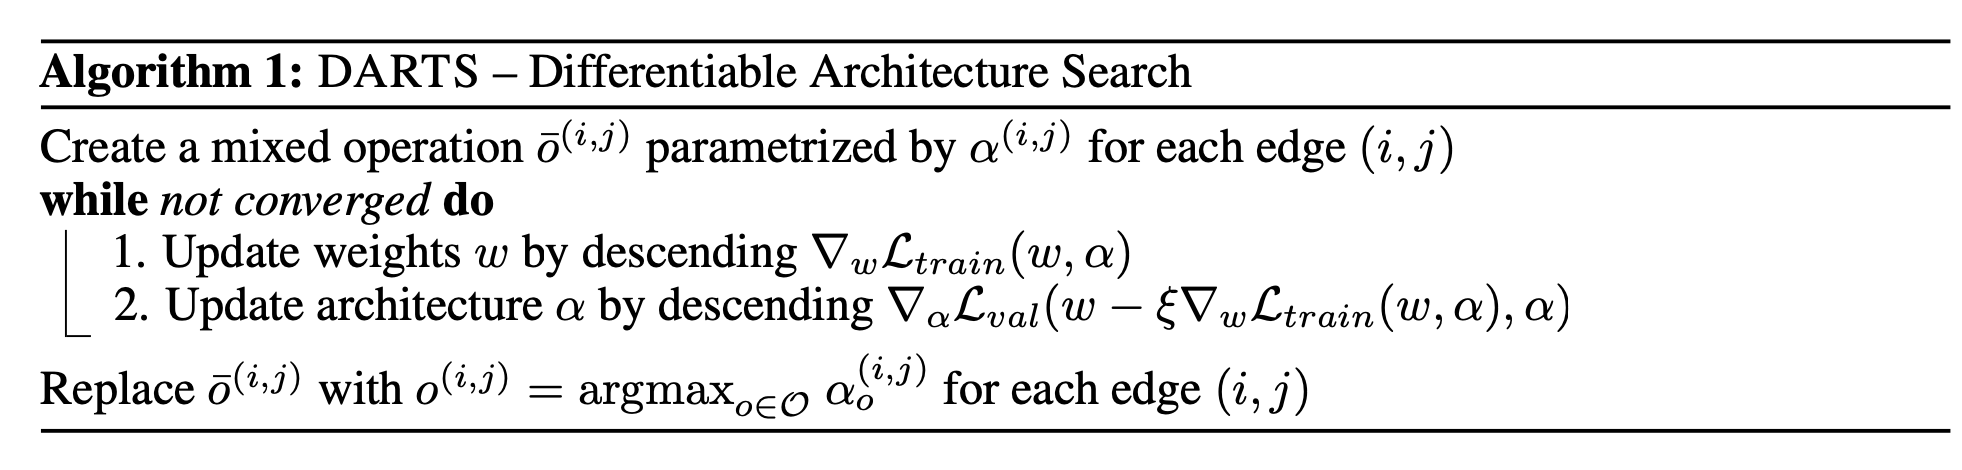 Algorithm 1: DARTS – Differentiable Architecture Search
Create a mixed operation $\bar{o}^{(i,j)}$ parametrized by $\alpha^{(i,j)}$ for each edge $(i,j)$
while not converged do
1. Update weights $w$ by descending $\nabla_w \mathcal{L}_{train}(w, \alpha)$
2. Update architecture $\alpha$ by descending $\nabla_\alpha \mathcal{L}_{val}(w - \xi \nabla_w \mathcal{L}_{train}(w, \alpha), \alpha)$
Replace $\bar{o}^{(i,j)}$ with $o^{(i,j)} = \mathrm{argmax}_{o \in \mathcal{O}} \, \alpha_o^{(i,j)}$ for each edge $(i,j)$